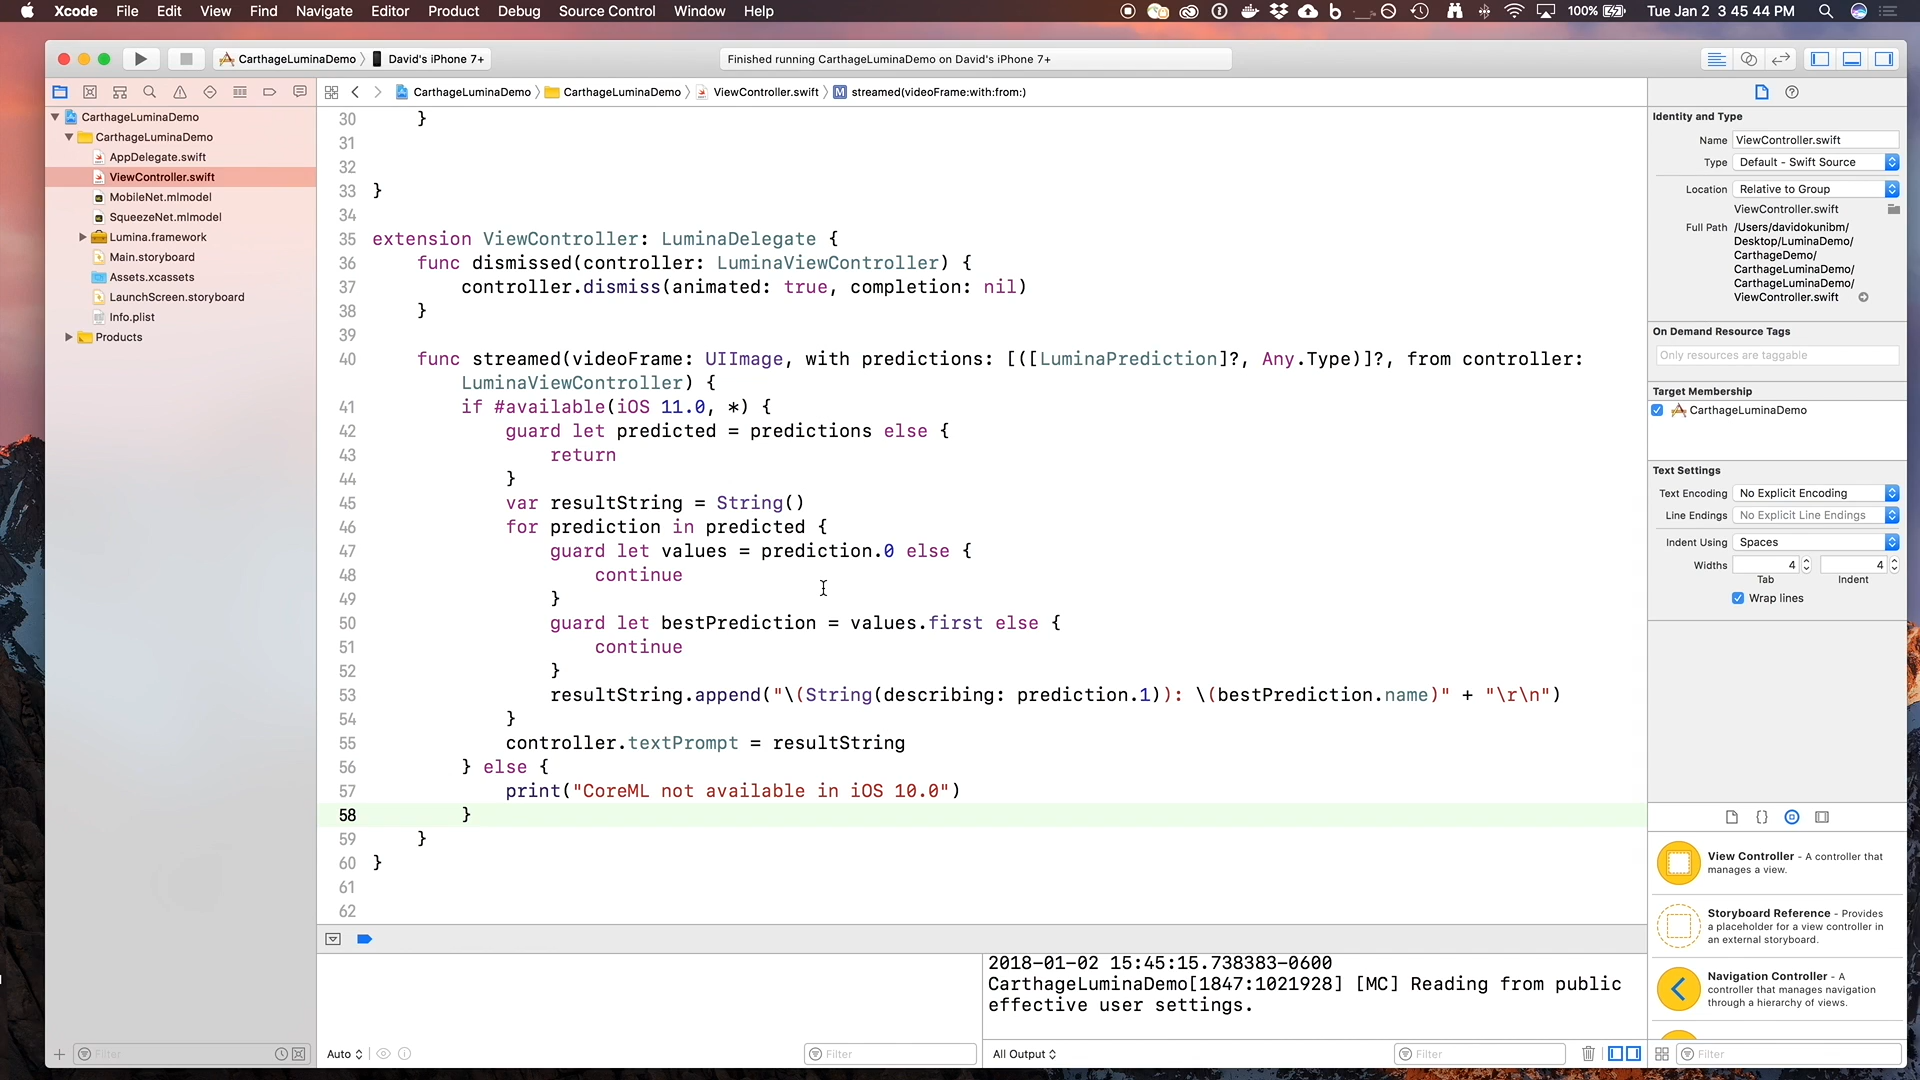 Xcode File Edit View Find Navigate Editor Product Debug Source Control Window Help
100% Tue Jan 2 3 45 44 PM
CarthageLuminaDemo David's iPhone 7+
Finished running CarthageLuminaDemo on David's iPhone 7+
CarthageLuminaDemo CarthageLuminaDemo ViewController.swift M streamed(videoFrame:with:from:)
CarthageLuminaDemo
CarthageLuminaDemo
AppDelegate.swift
ViewController.swift
MobileNet.mlmodel
SqueezeNet.mlmodel
Lumina.framework
Main.storyboard
Assets.xcassets
LaunchScreen.storyboard
Info.plist
Products
Filter
30 }
31
32
33 }
34
35 extension ViewController: LuminaDelegate {
36 func dismissed(controller: LuminaViewController) {
37 controller.dismiss(animated: true, completion: nil)
38 }
39
40 func streamed(videoFrame: UIImage, with predictions: [([LuminaPrediction]?, Any.Type)]?, from controller:
LuminaViewController) {
41 if #available(iOS 11.0, *) {
42 guard let predicted = predictions else {
43 return
44 }
45 var resultString = String()
46 for prediction in predicted {
47 guard let values = prediction.0 else {
48 continue
49 }
50 guard let bestPrediction = values.first else {
51 continue
52 }
53 resultString.append("\(String(describing: prediction.1)): \(bestPrediction.name)" + "\r\n")
54 }
55 controller.textPrompt = resultString
56 } else {
57 print("CoreML not available in iOS 10.0")
58 }
59 }
60 }
61
62
Auto
Filter
2018-01-02 15:45:15.738383-0600
CarthageLuminaDemo[1847:1021928] [MC] Reading from public
effective user settings.
All Output
Filter
Identity and Type
Name ViewController.swift
Type Default - Swift Source
Location Relative to Group
ViewController.swift
Full Path /Users/davidokunibm/
Desktop/LuminaDemo/
CarthageDemo/
CarthageLuminaDemo/
CarthageLuminaDemo/
ViewController.swift
On Demand Resource Tags
Only resources are taggable
Target Membership
CarthageLuminaDemo
Text Settings
Text Encoding No Explicit Encoding
Line Endings No Explicit Line Endings
Indent Using Spaces
Widths 4 4
Tab Indent
Wrap lines
View Controller - A controller that
manages a view.
Storyboard Reference - Provides
a placeholder for a view controller in
an external storyboard.
Navigation Controller - A
controller that manages navigation
through a hierarchy of views.
Filter